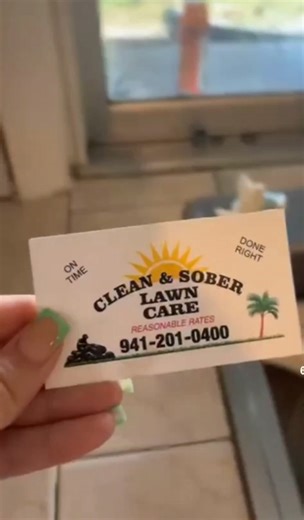 ON
TIME
DONE
RIGHT
CLEAN & SOBER
LAWN
CARE
REASONABLE RATES
941-201-0400